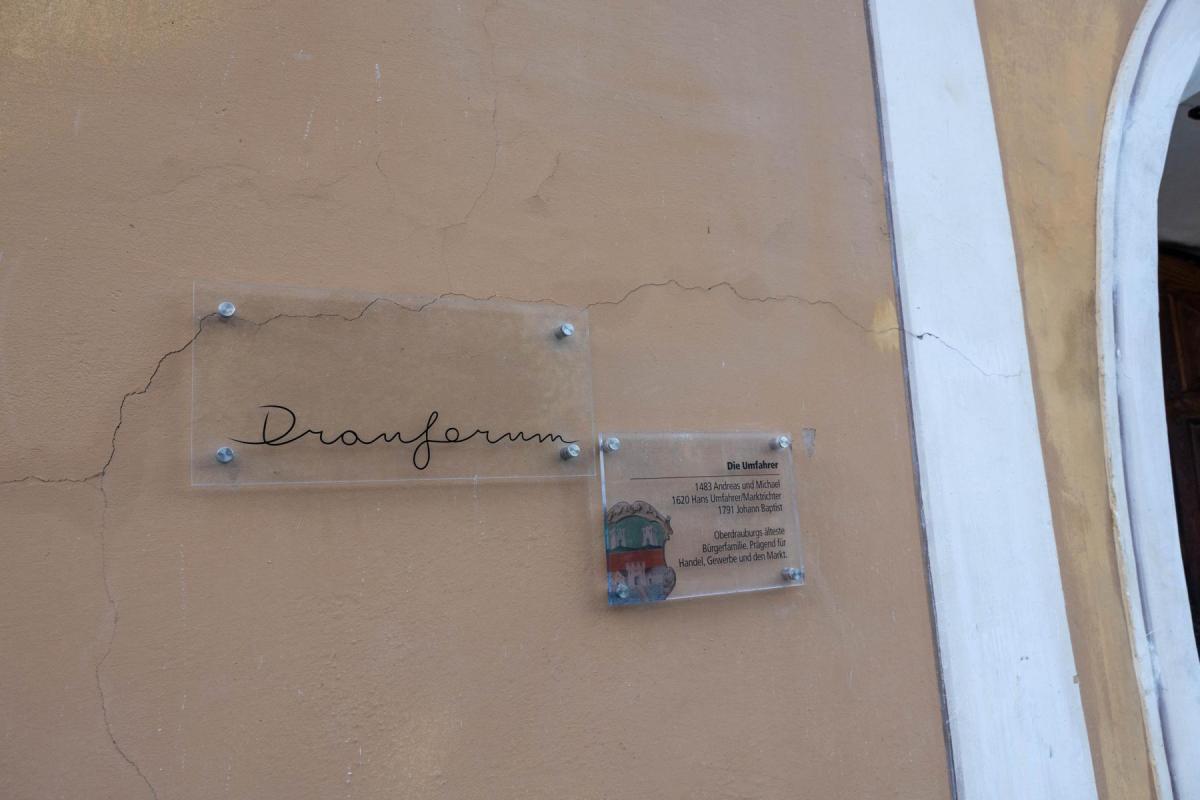 Drauforum
Die Umfahrer
1483 Andreas und Michael
1620 Hans Umfahrer/Marktrichter
1791 Johann Baptist
Oberdrauburgs älteste
Bürgerfamilie. Prägend für
Handel, Gewerbe und den Markt.